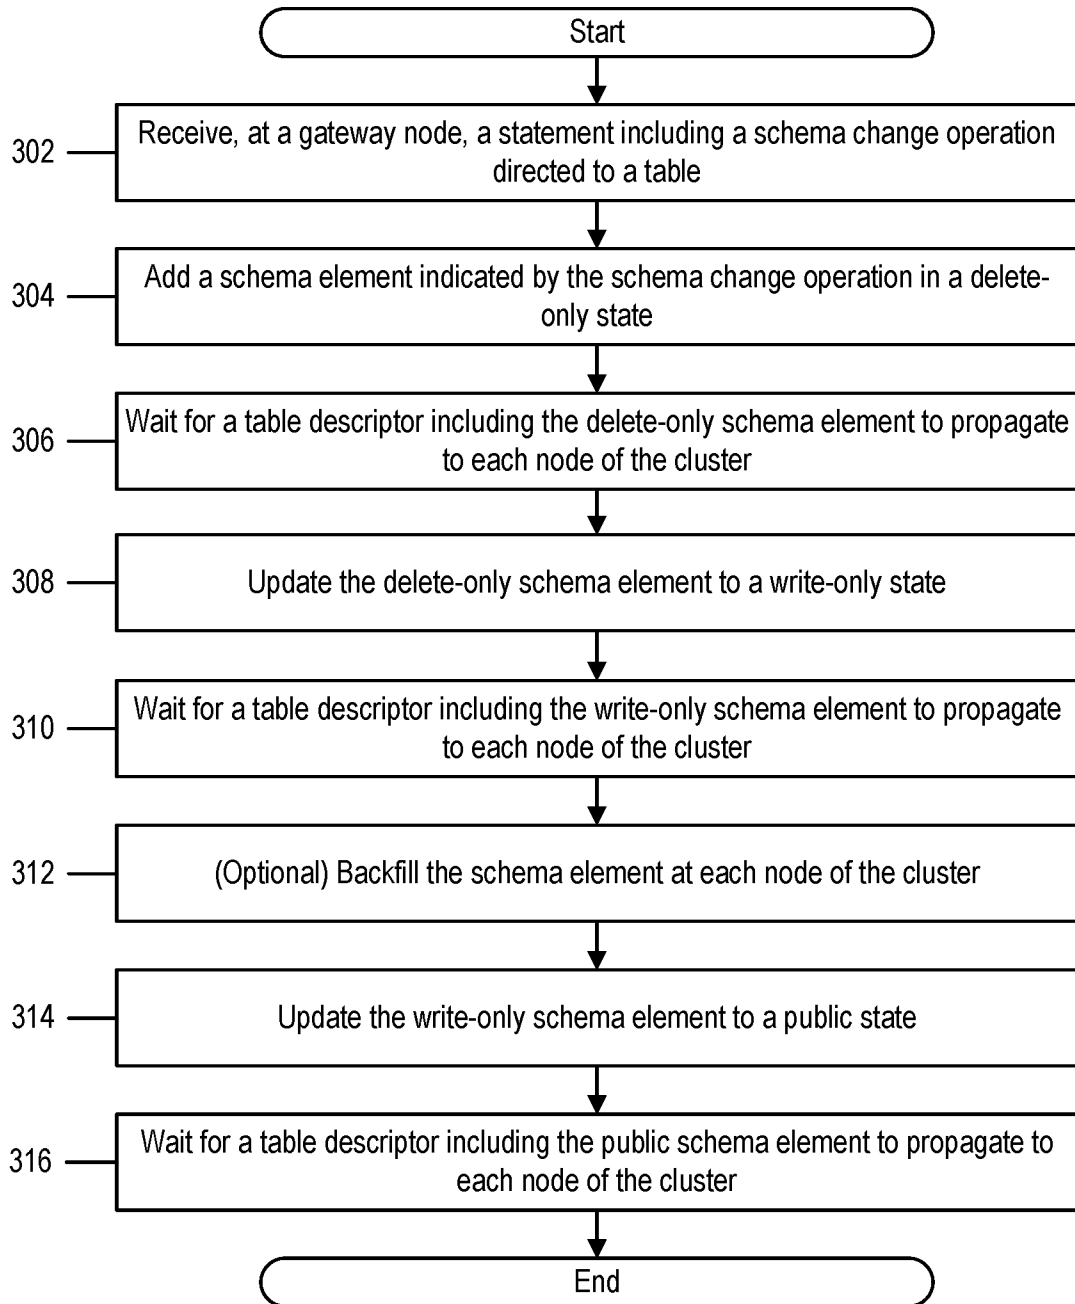 Start
302
Receive, at a gateway node, a statement including a schema change operation
directed to a table
304
Add a schema element indicated by the schema change operation in a delete-
only state
306
Wait for a table descriptor including the delete-only schema element to propagate
to each node of the cluster
308
Update the delete-only schema element to a write-only state
310
Wait for a table descriptor including the write-only schema element to propagate
to each node of the cluster
312
(Optional) Backfill the schema element at each node of the cluster
314
Update the write-only schema element to a public state
316
Wait for a table descriptor including the public schema element to propagate to
each node of the cluster
End